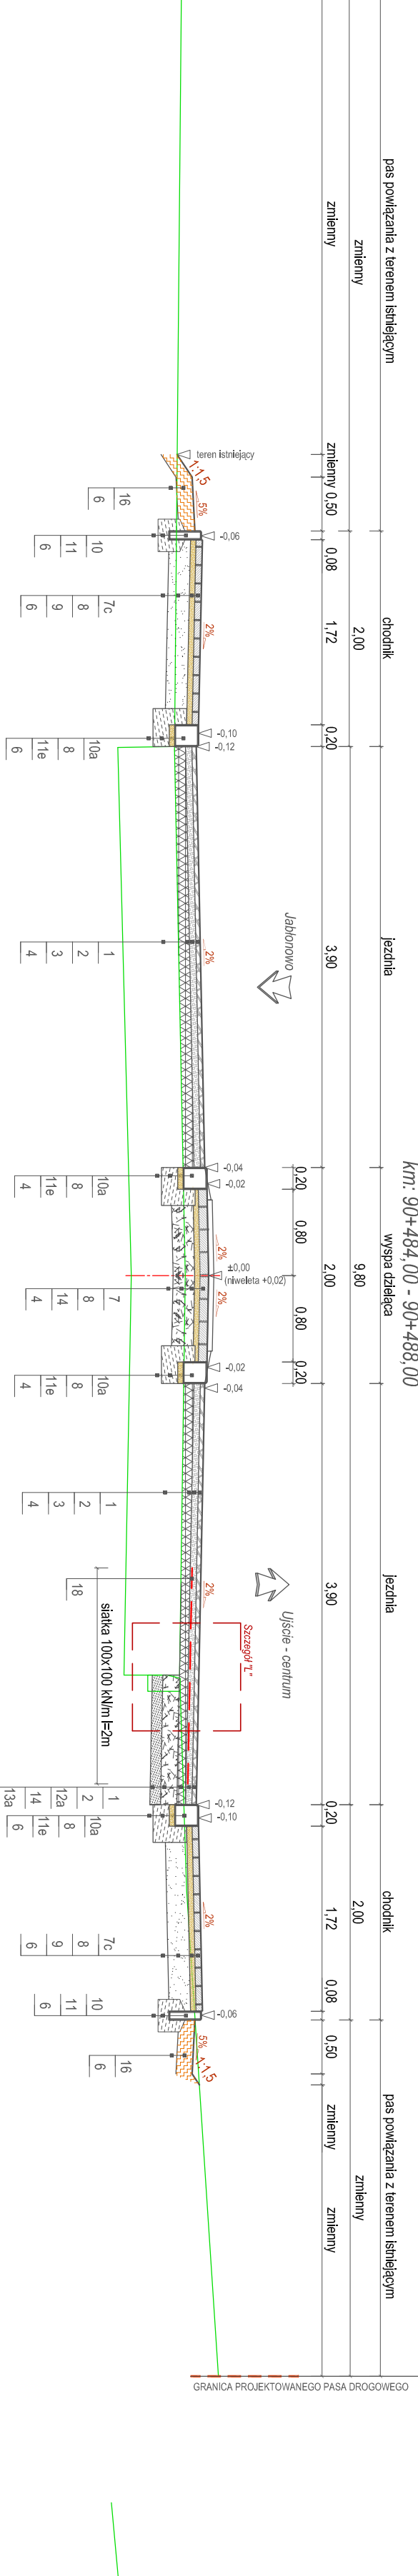 km: 90+484,00 - 90+488,00
pas powiązania z terenem istniejącym
chodnik
jezdnia
wyspa dzieląca
jezdnia
chodnik
pas powiązania z terenem istniejącym
zmienny
2,00
9,80
2,00
zmienny
zmienny
zmienny
0,50
0,08
1,72
0,20
3,90
2,00
3,90
0,20
1,72
0,08
0,50
zmienny
zmienny
0,20
0,80
0,80
0,20
Jabłonowo
Ujście - centrum
teren istniejący
1:1,5
5%
-0,06
2%
-0,10
-0,12
2%
-0,04
-0,02
2%
±0,00
(niweleta +0,02)
2%
-0,02
-0,04
2%
Szczegół "L"
-0,12
-0,10
2%
-0,06
5%
1:1,5
GRANICA PROJEKTOWANEGO PASA DROGOWEGO
siatka 100x100 kN/m l=2m
16
6
10
11
6
7c
8
9
6
10a
8
11e
6
1
2
3
4
10a
8
11e
4
7
8
14
4
10a
8
11e
4
1
2
3
4
18
1
2
12a
14
13a
10a
8
11e
6
7c
8
9
6
10
11
6
16
6